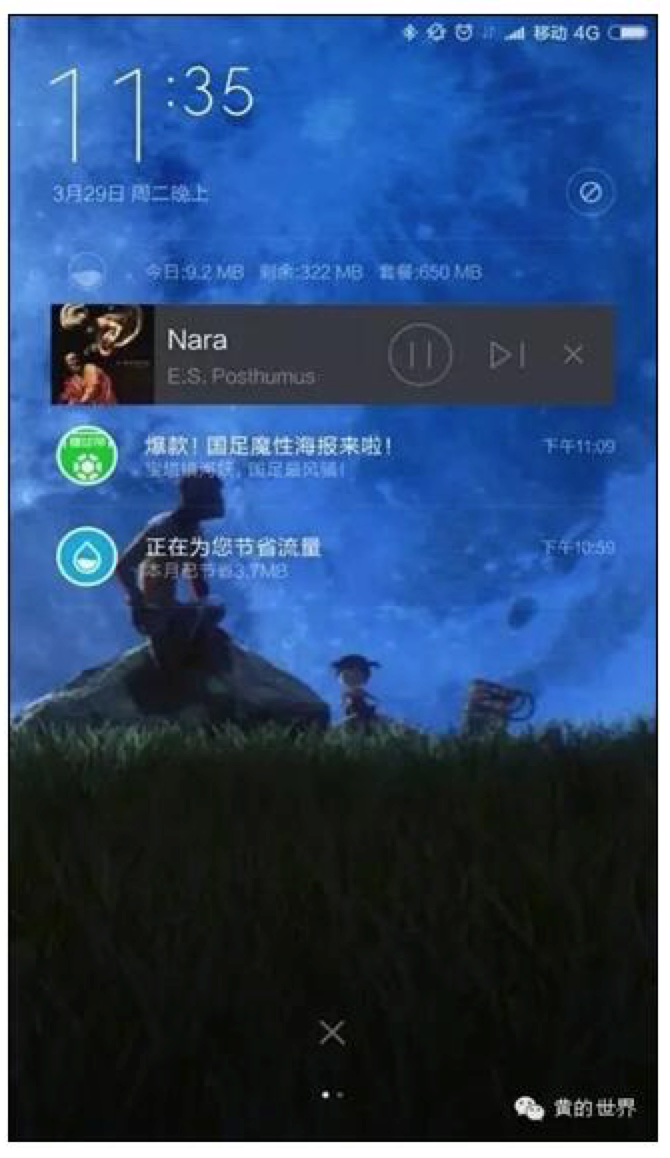 移动 4G
11:35
3月29日 周二晚上
今日:9.2 MB 剩余:322 MB 套餐:650 MB
Nara
E.S. Posthumus
爆款！国足魔性海报来啦！
下午11:09
国足最风骚！
正在为您节省流量
下午10:59
本月已节省3.7MB
黄的世界